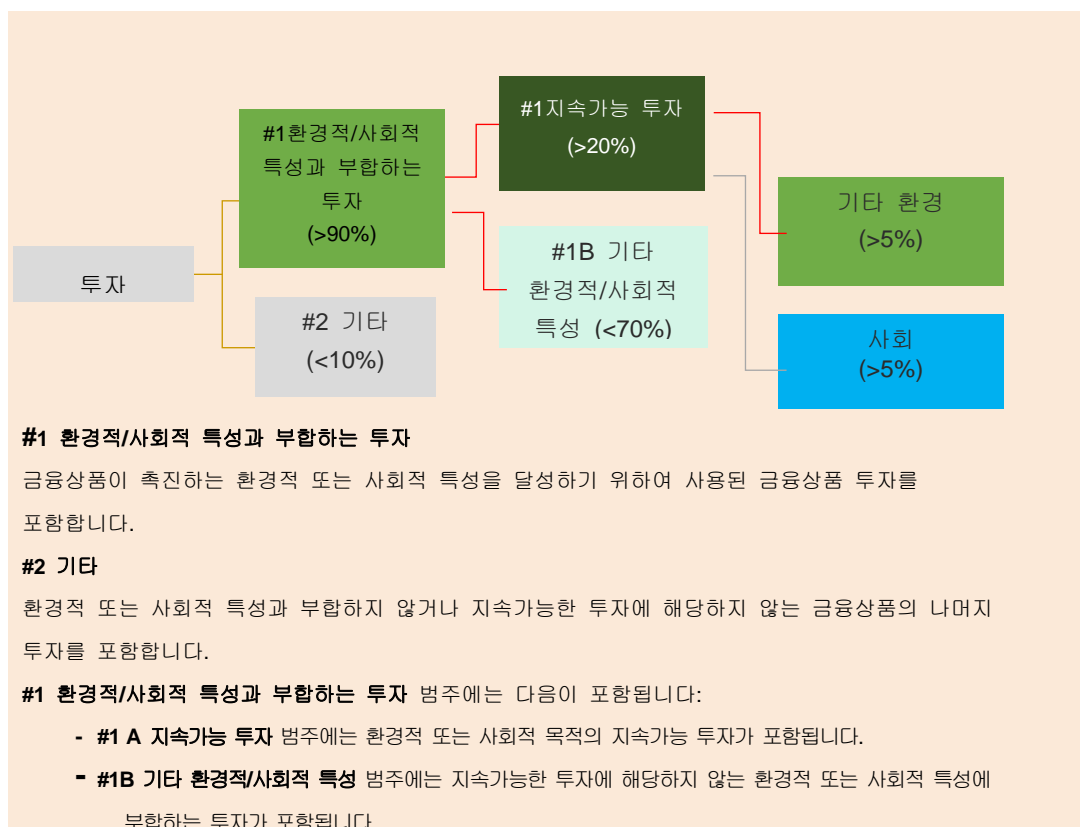 #1지속가능 투자
(>20%)
#1환경적/사회적
특성과 부합하는
투자
(>90%)
기타 환경
(>5%)
#1B 기타
환경적/사회적
특성 (<70%)
투자
#2 기타
(<10%)
사회
(>5%)
#1 환경적/사회적 특성과 부합하는 투자
금융상품이 촉진하는 환경적 또는 사회적 특성을 달성하기 위하여 사용된 금융상품 투자를
포함합니다.
#2 기타
환경적 또는 사회적 특성과 부합하지 않거나 지속가능한 투자에 해당하지 않는 금융상품의 나머지
투자를 포함합니다.
#1 환경적/사회적 특성과 부합하는 투자 범주에는 다음이 포함됩니다:
- #1 A 지속가능 투자 범주에는 환경적 또는 사회적 목적의 지속가능 투자가 포함됩니다.
- #1B 기타 환경적/사회적 특성 범주에는 지속가능한 투자에 해당하지 않는 환경적 또는 사회적 특성에
부합하는 투자가 포함됩니다